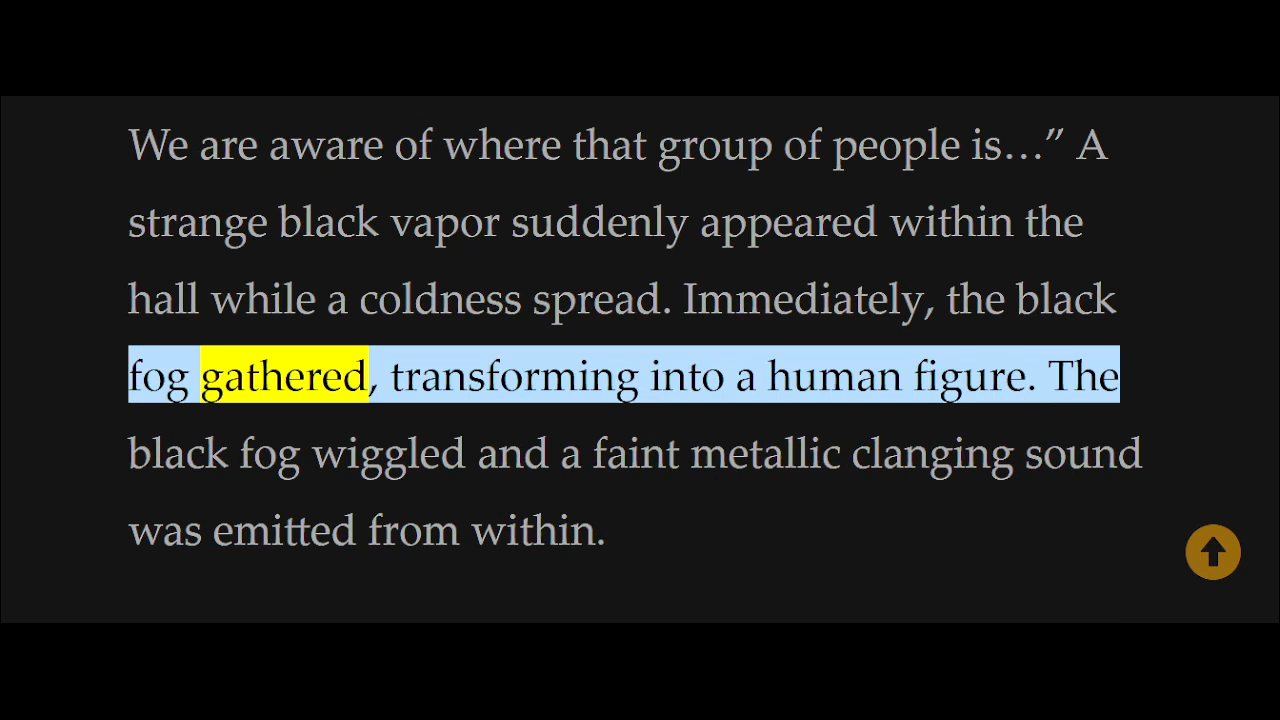 We are aware of where that group of people is…” A
strange black vapor suddenly appeared within the
hall while a coldness spread. Immediately, the black
fog gathered, transforming into a human figure. The
black fog wiggled and a faint metallic clanging sound
was emitted from within.